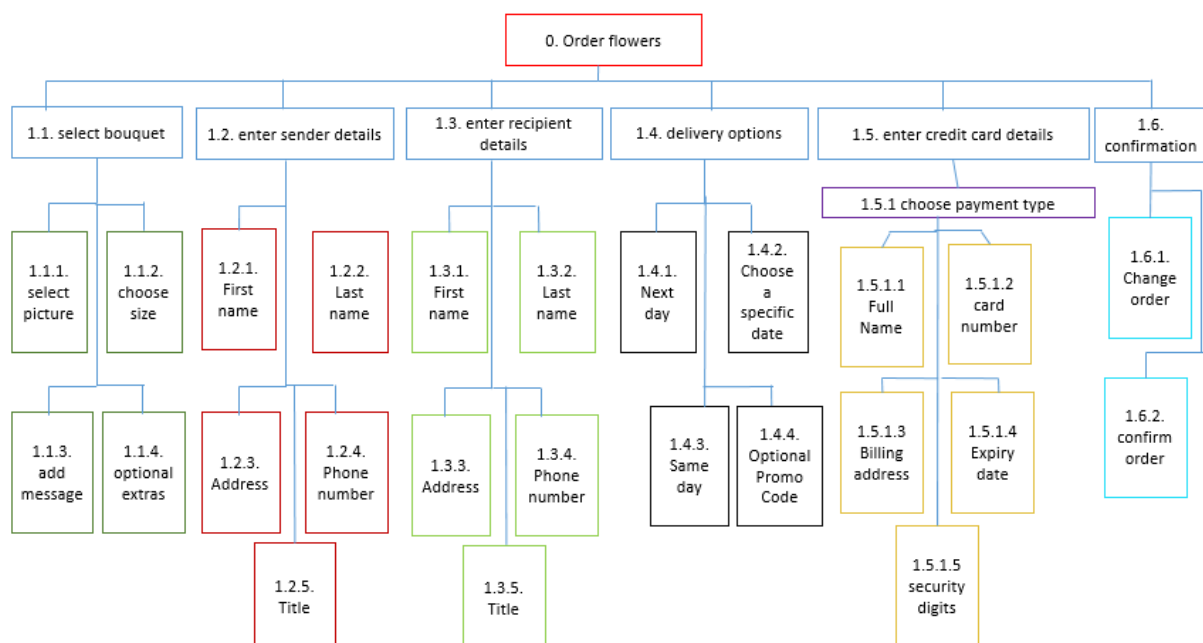 0. Order flowers
1.1. select bouquet
1.2. enter sender details
1.3. enter recipient
details
1.4. delivery options
1.5. enter credit card details
1.6.
confirmation
1.5.1 choose payment type
1.1.1.
select
picture
1.1.2.
choose
size
1.2.1.
First
name
1.2.2.
Last
name
1.3.1.
First
name
1.3.2.
Last
name
1.4.1.
Next
day
1.4.2.
Choose
a
specific
date
1.5.1.1
Full
Name
1.5.1.2
card
number
1.6.1.
Change
order
1.1.3.
add
message
1.1.4.
optional
extras
1.2.3.
Address
1.2.4.
Phone
number
1.3.3.
Address
1.3.4.
Phone
number
1.4.3.
Same
day
1.4.4.
Optional
Promo
Code
1.5.1.3
Billing
address
1.5.1.4
Expiry
date
1.6.2.
confirm
order
1.2.5.
Title
1.3.5.
Title
1.5.1.5
security
digits